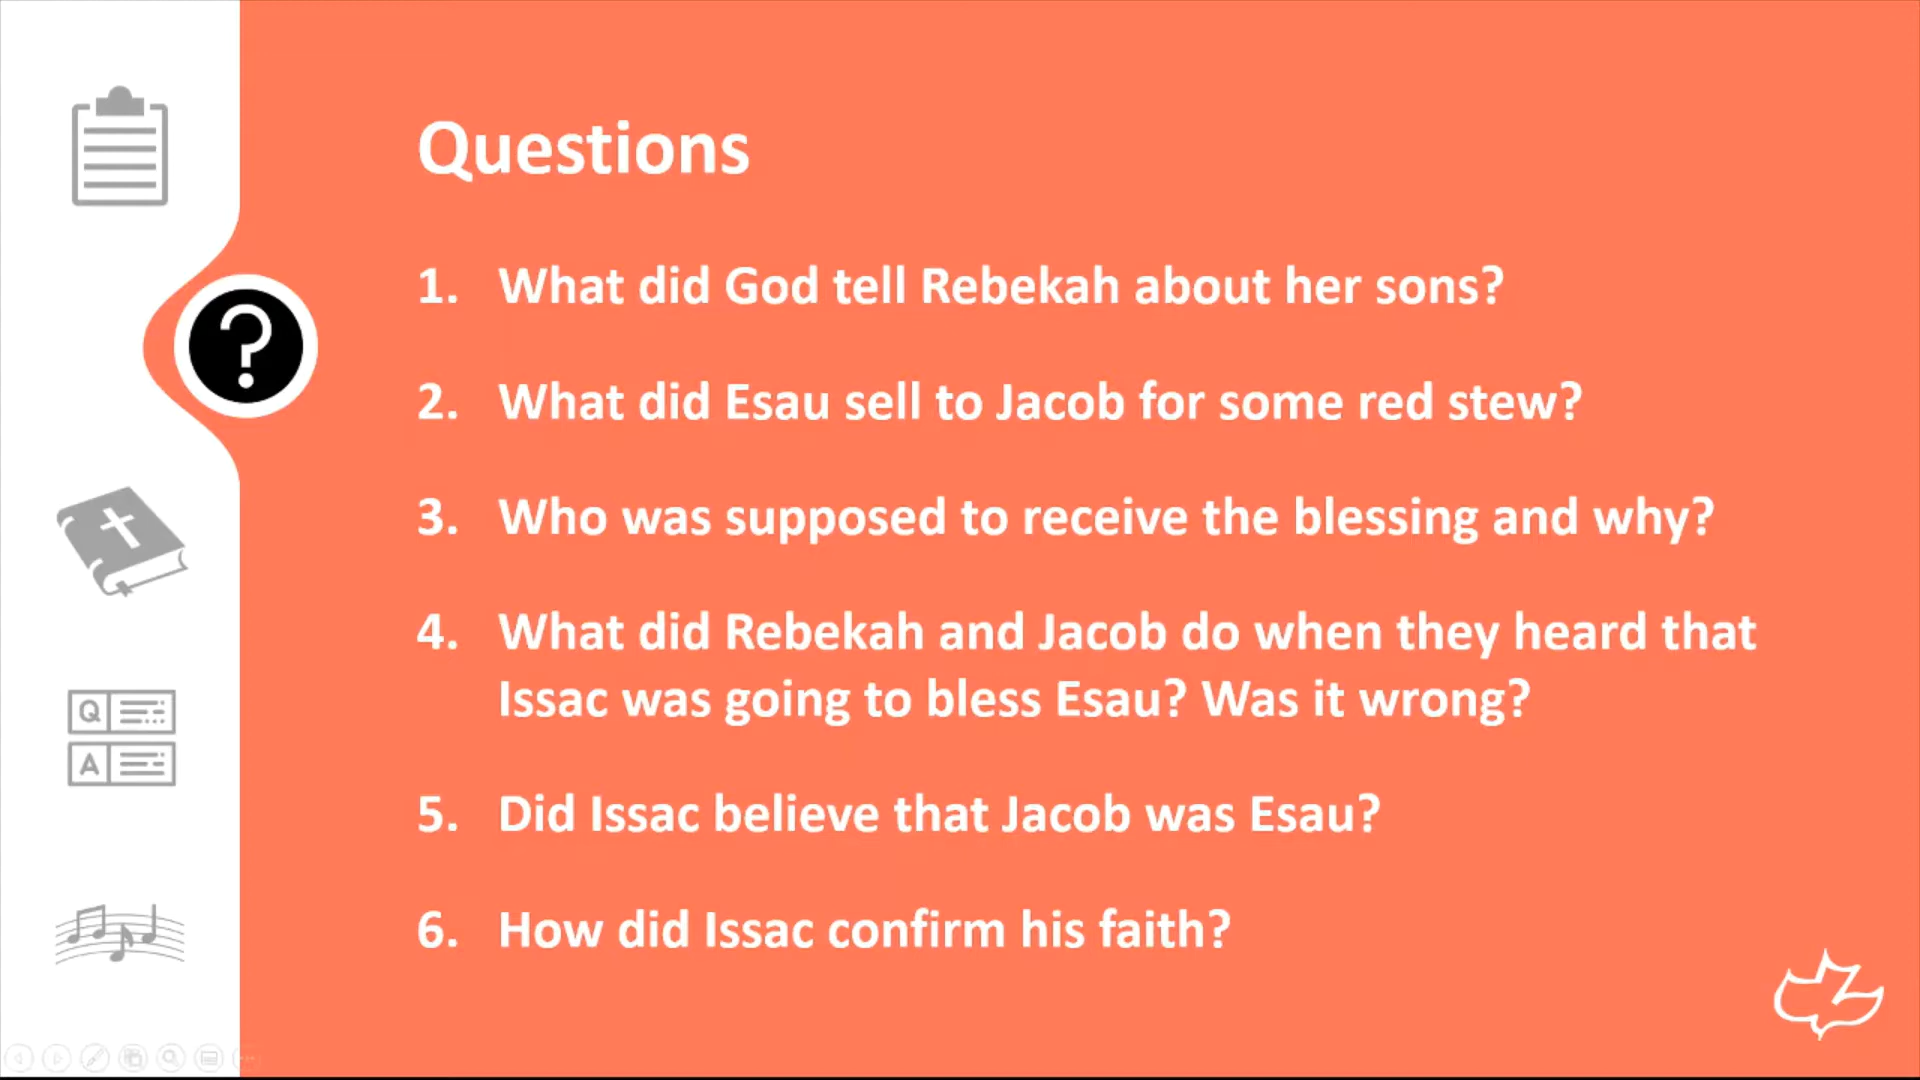 Questions
1. What did God tell Rebekah about her sons?
2. What did Esau sell to Jacob for some red stew?
3. Who was supposed to receive the blessing and why?
4. What did Rebekah and Jacob do when they heard that
Issac was going to bless Esau? Was it wrong?
Q
A
5. Did Issac believe that Jacob was Esau?
6. How did Issac confirm his faith?